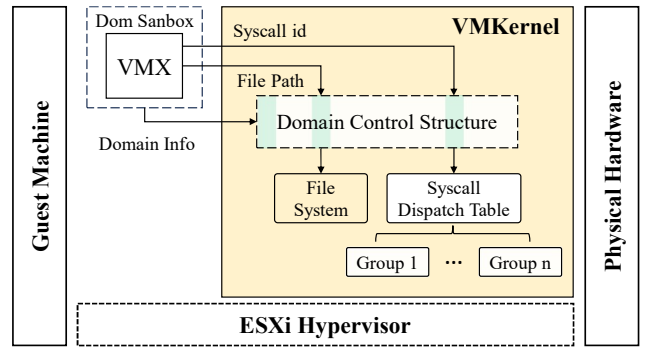 Dom Sanbox
VMX
Syscall id
VMKernel
File Path
Domain Info
Domain Control Structure
File
System
Syscall
Dispatch Table
Group 1
...
Group n
Guest Machine
Physical Hardware
ESXi Hypervisor